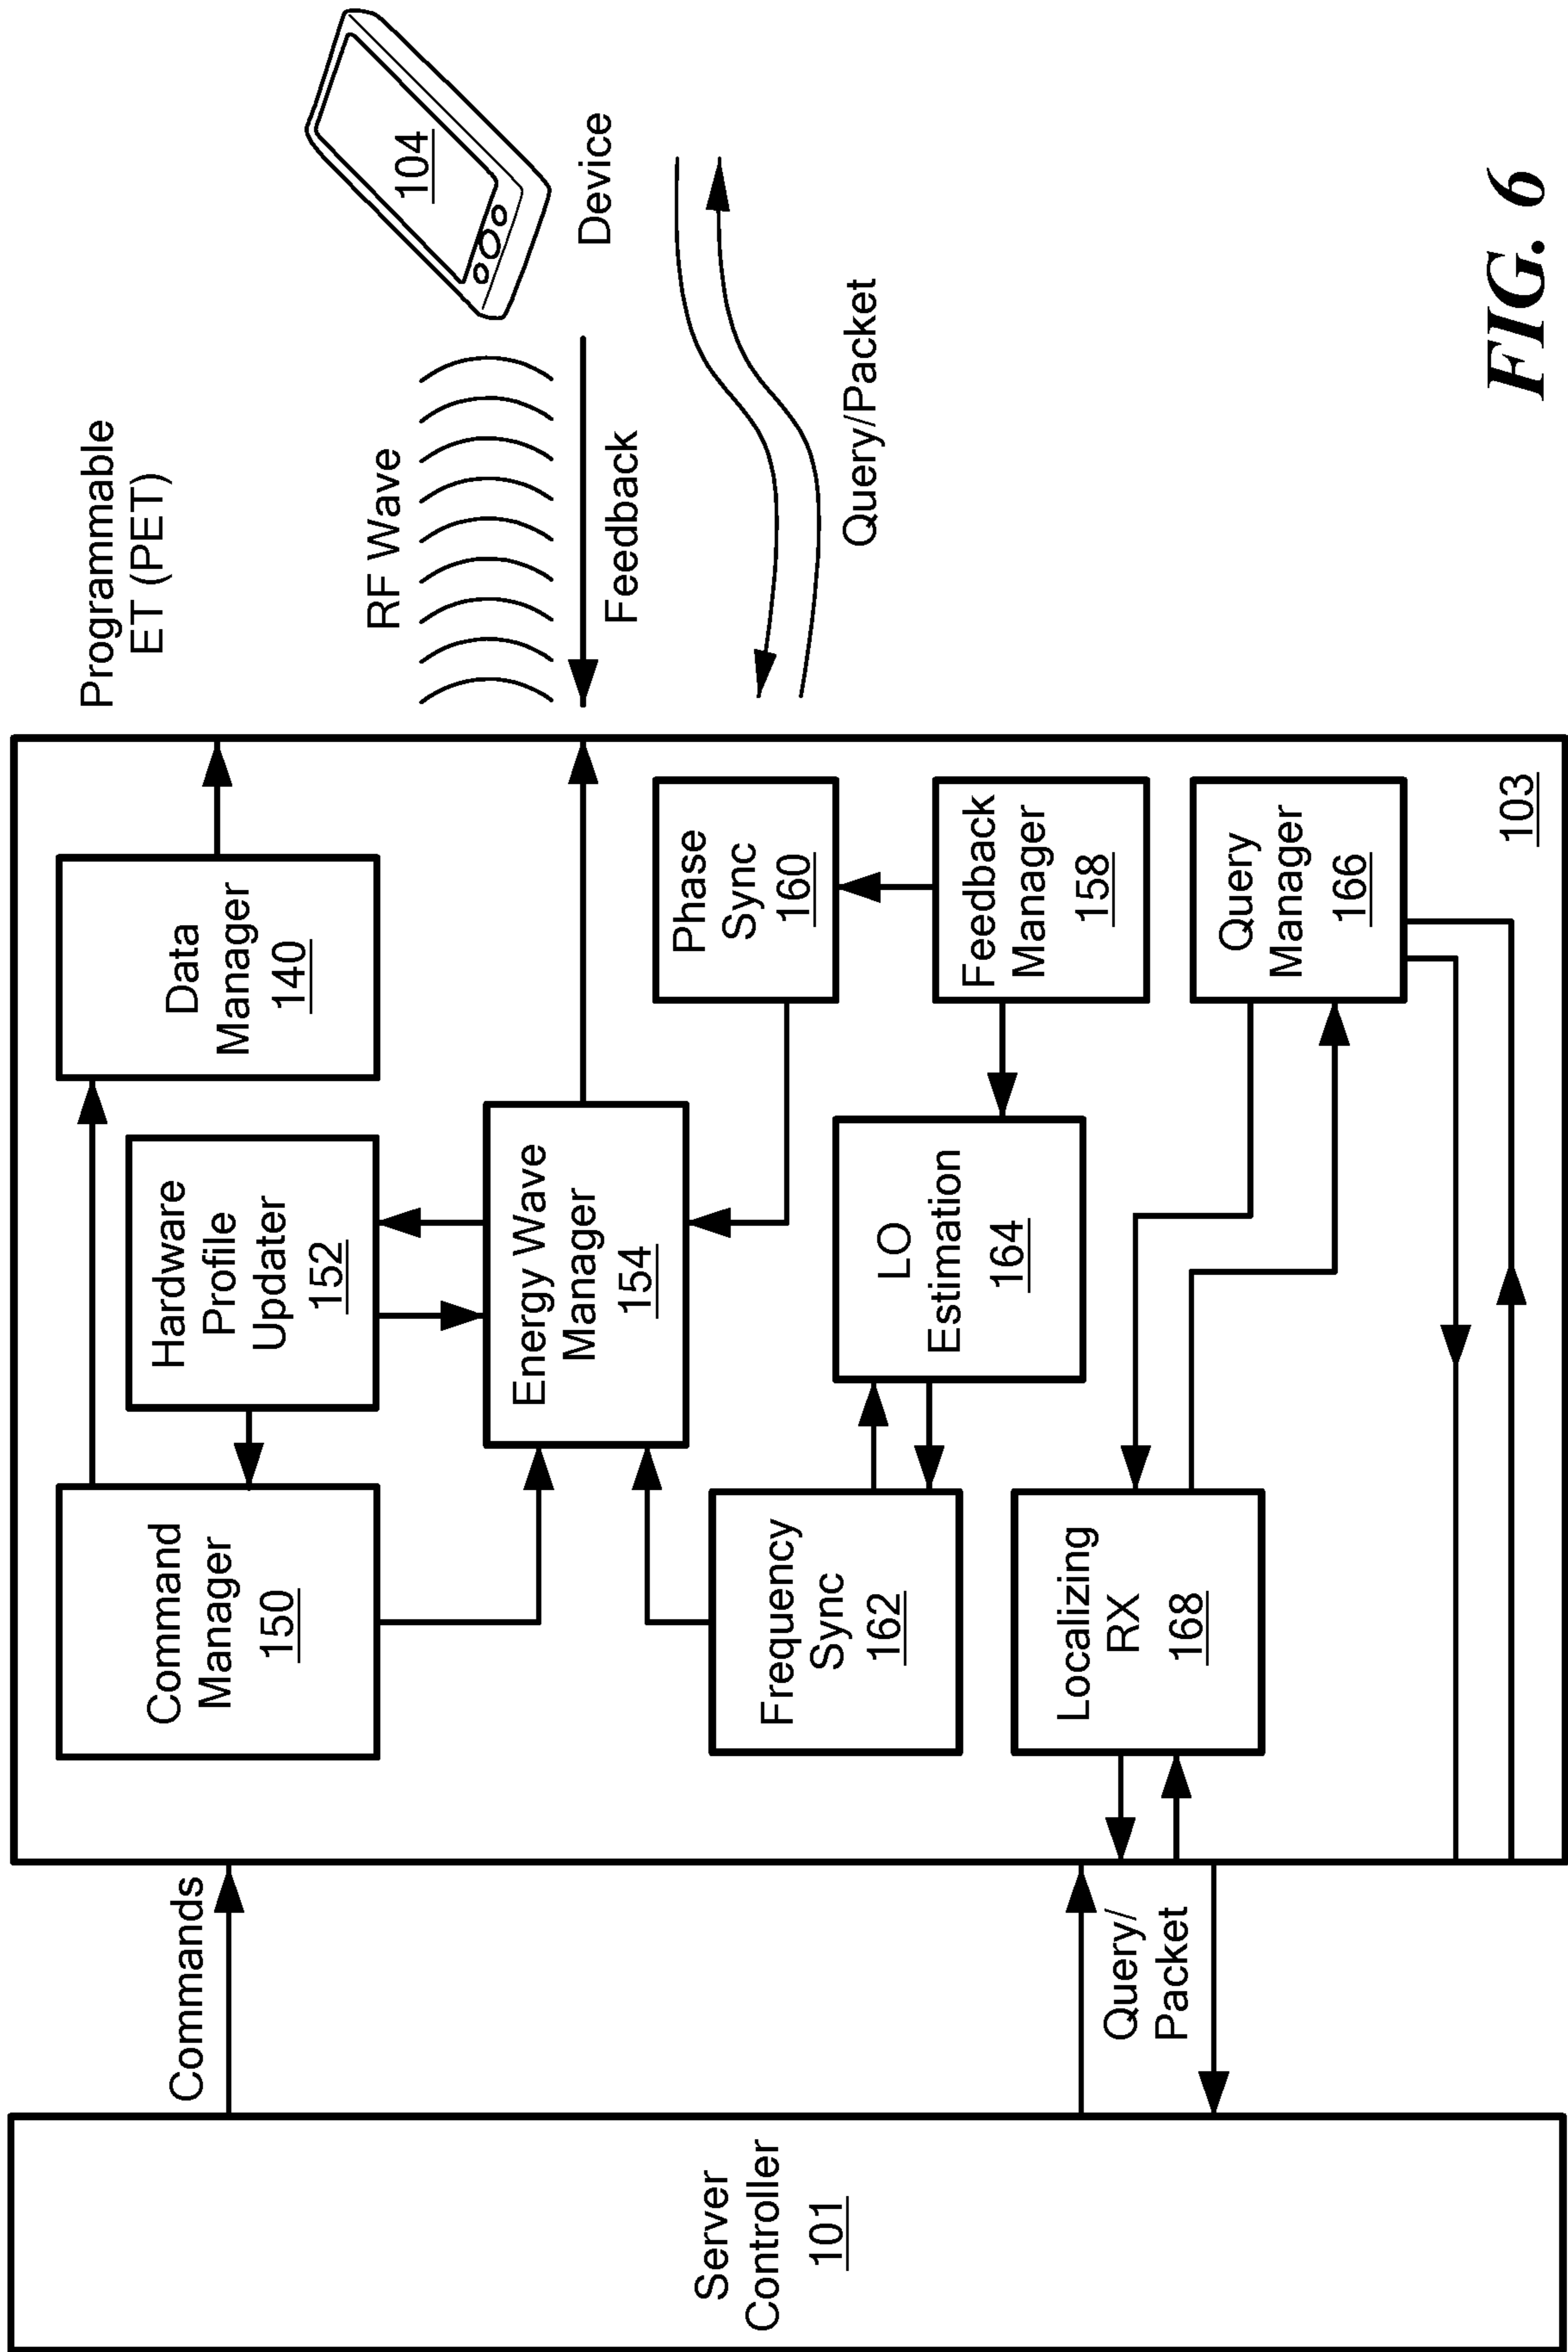 Server
Controller
101
Commands
Query/
Packet
Command
Manager
150
Hardware
Profile
Updater
152
Data
Manager
140
Energy Wave
Manager
154
Frequency
Sync
162
LO
Estimation
164
Phase
Sync
160
Feedback
Manager
158
Localizing
RX
168
Query
Manager
166
103
Programmable
ET (PET)
RF Wave
Feedback
104
Device
Query/Packet
FIG. 6